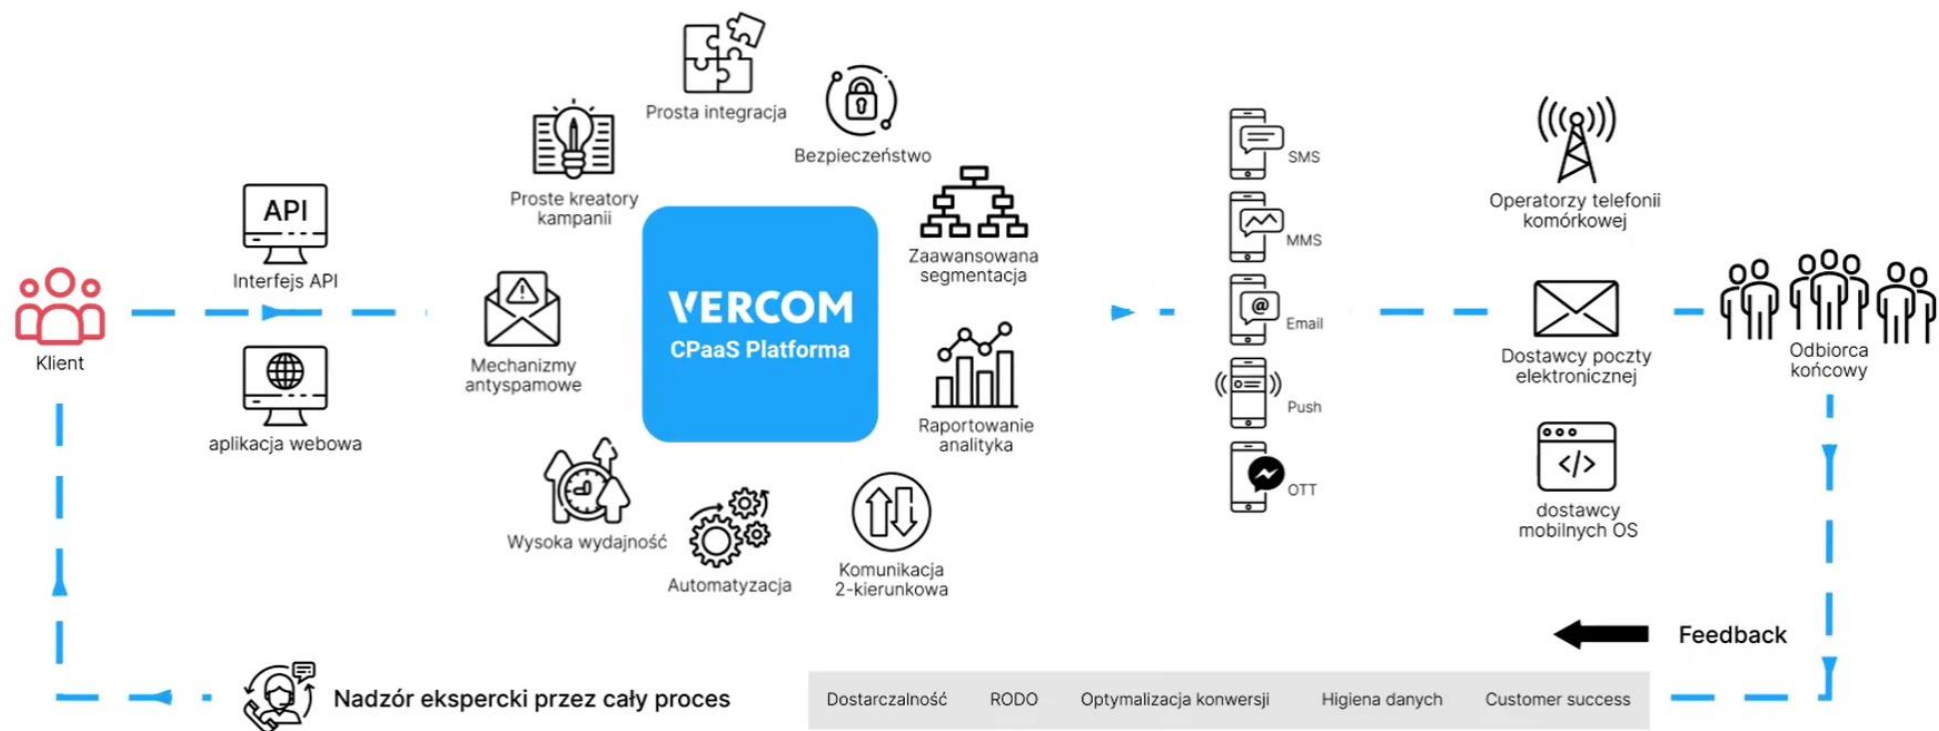 Prosta integracja
Bezpieczeństwo
Proste kreatory
kampanii
Zaawansowana
segmentacja
API
Interfejs API
Klient
aplikacja webowa
Mechanizmy
antyspamowe
VERCOM
CPaaS Platforma
Raportowanie
analityka
Wysoka wydajność
Automatyzacja
Komunikacja
2-kierunkowa
SMS
MMS
@
Email
Push
OTT
Operatorzy telefonii
komórkowej
Dostawcy poczty
elektronicznej
</>
dostawcy
mobilnych OS
Odbiorca
końcowy
Feedback
Nadzór ekspercki przez cały proces
Dostarczalność RODO Optymalizacja konwersji Higiena danych Customer success